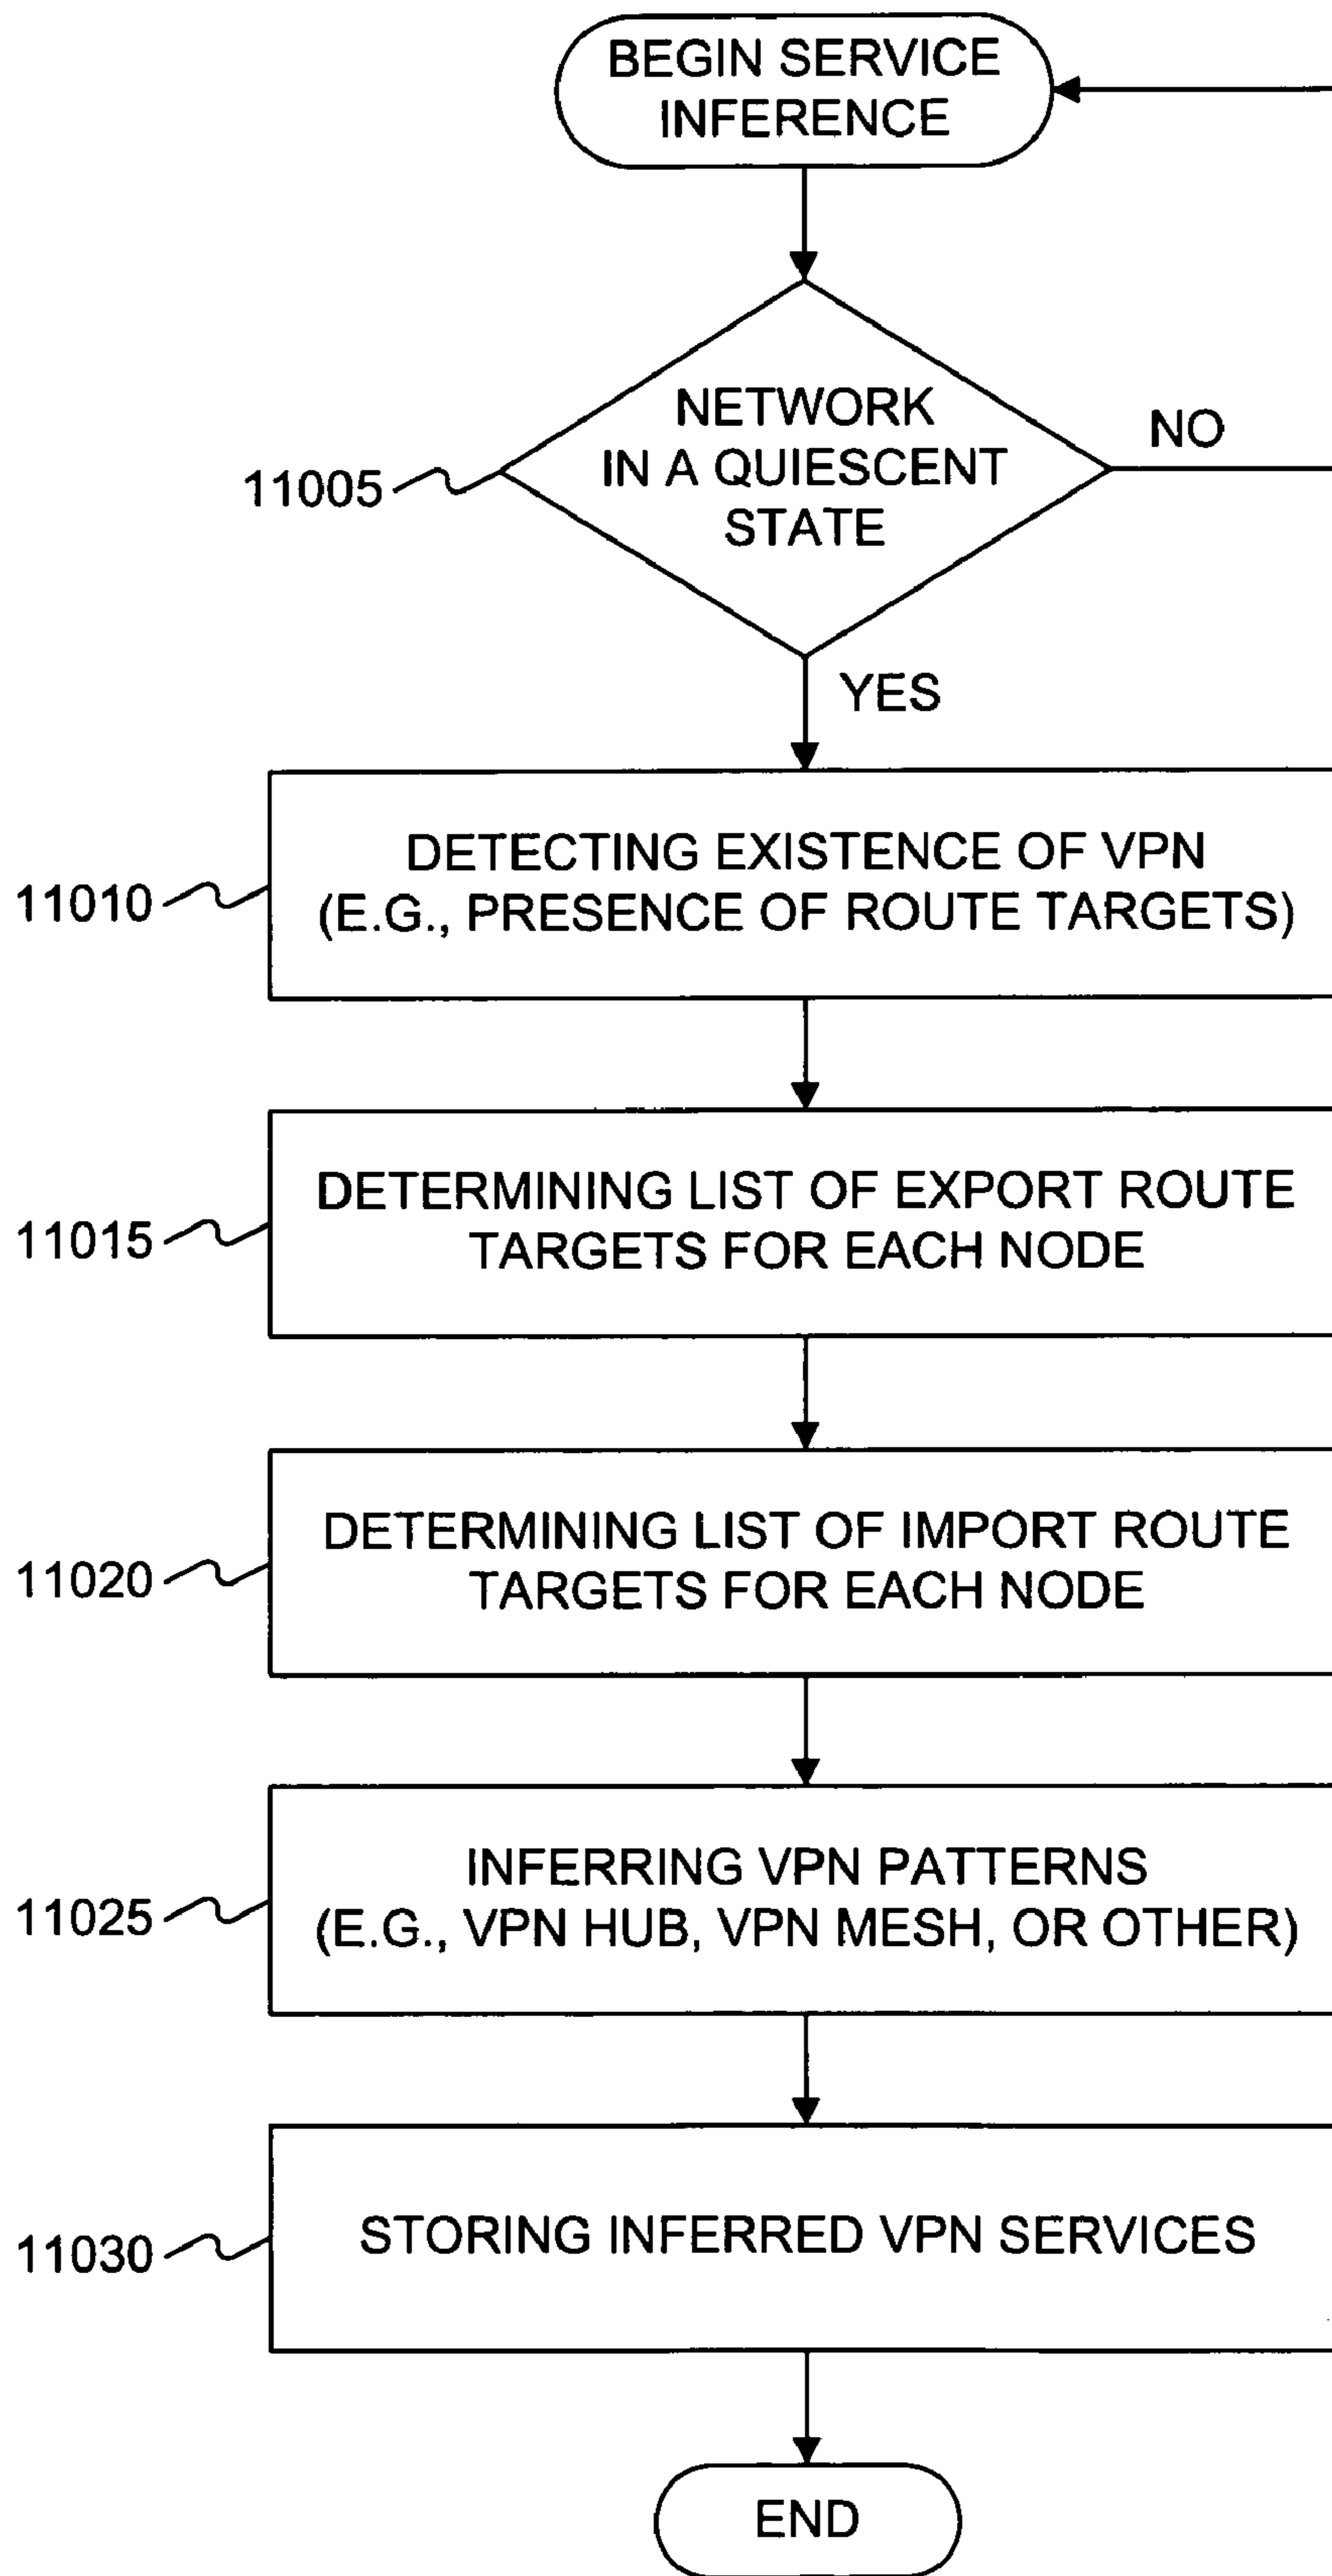 BEGIN SERVICE
INFERENCE
NETWORK
IN A QUIESCENT
STATE
NO
11005
YES
DETECTING EXISTENCE OF VPN
(E.G., PRESENCE OF ROUTE TARGETS)
11010
DETERMINING LIST OF EXPORT ROUTE
TARGETS FOR EACH NODE
11015
DETERMINING LIST OF IMPORT ROUTE
TARGETS FOR EACH NODE
11020
INFERRING VPN PATTERNS
(E.G., VPN HUB, VPN MESH, OR OTHER)
11025
STORING INFERRED VPN SERVICES
11030
END